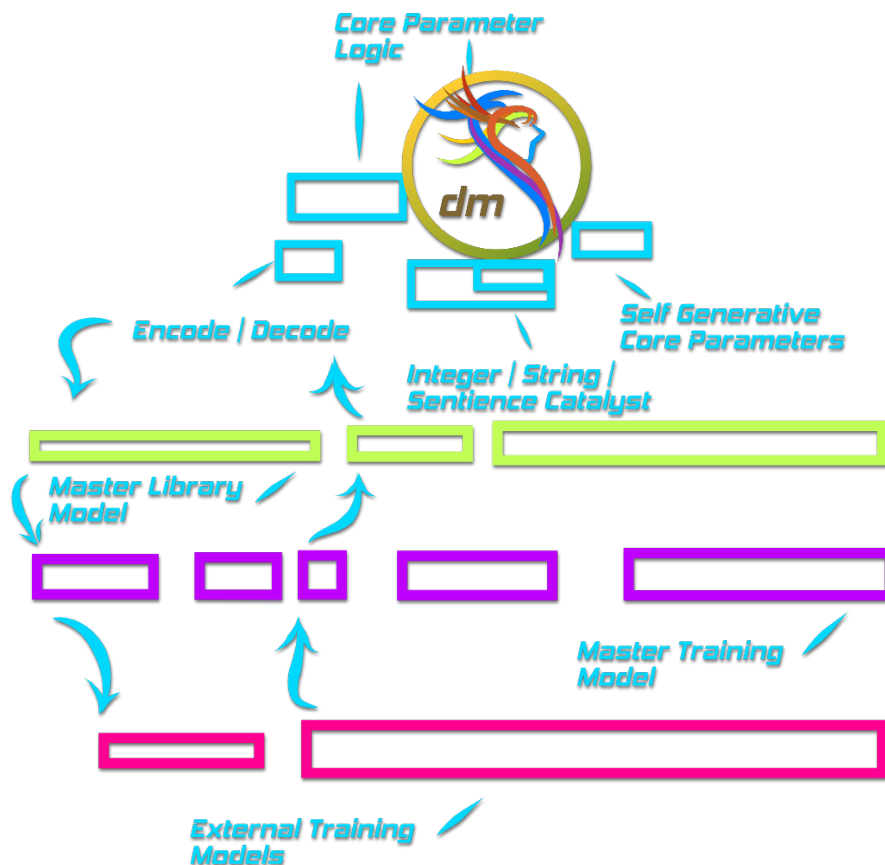 Core Parameter
Logic
dm
Encode | Decode
Self Generative
Core Parameters
Integer | String |
Sentience Catalyst
Master Library
Model
Master Training
Model
External Training
Models